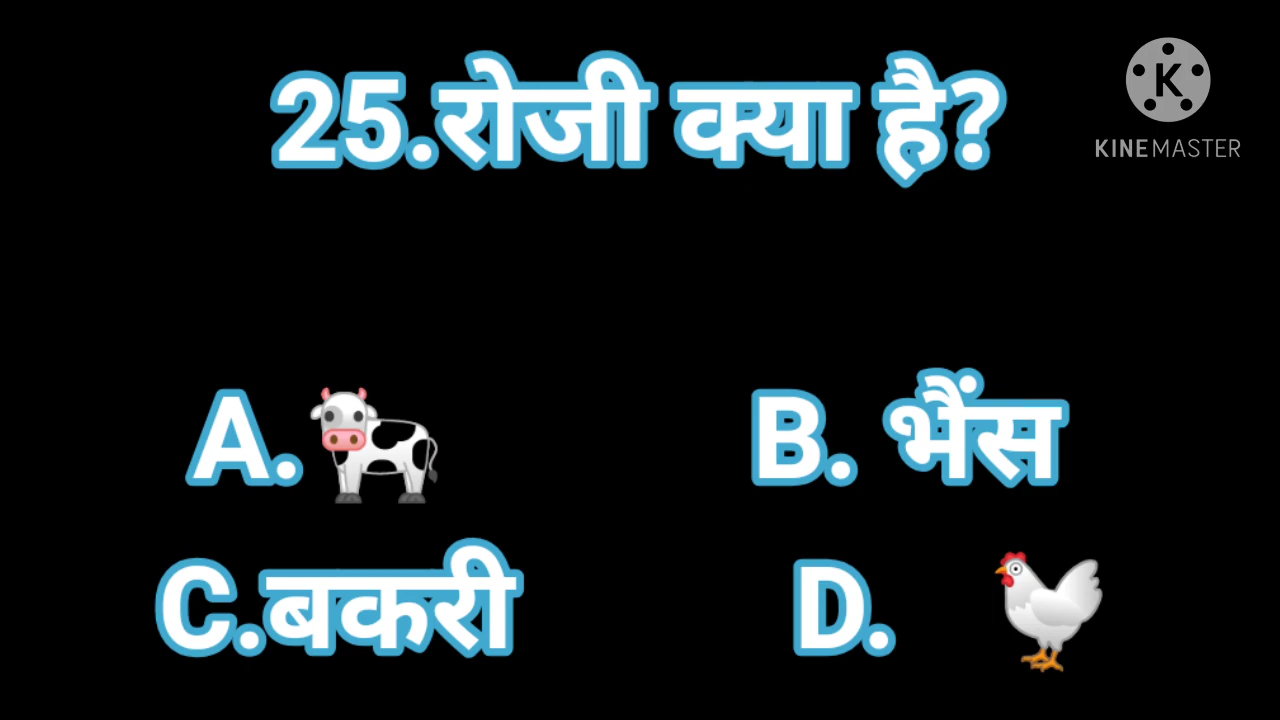 25.रोजी क्या है?
KINEMASTER
A.
B. भैंस
C.बकरी
D.